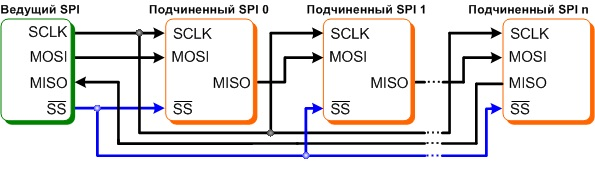 Ведущий SPI Подчиненный SPI 0 Подчиненный SPI 1 Подчиненный SPI n
SCLK SCLK SCLK SCLK
MOSI MOSI MOSI MOSI
MISO MISO MISO MISO
SS SS SS SS